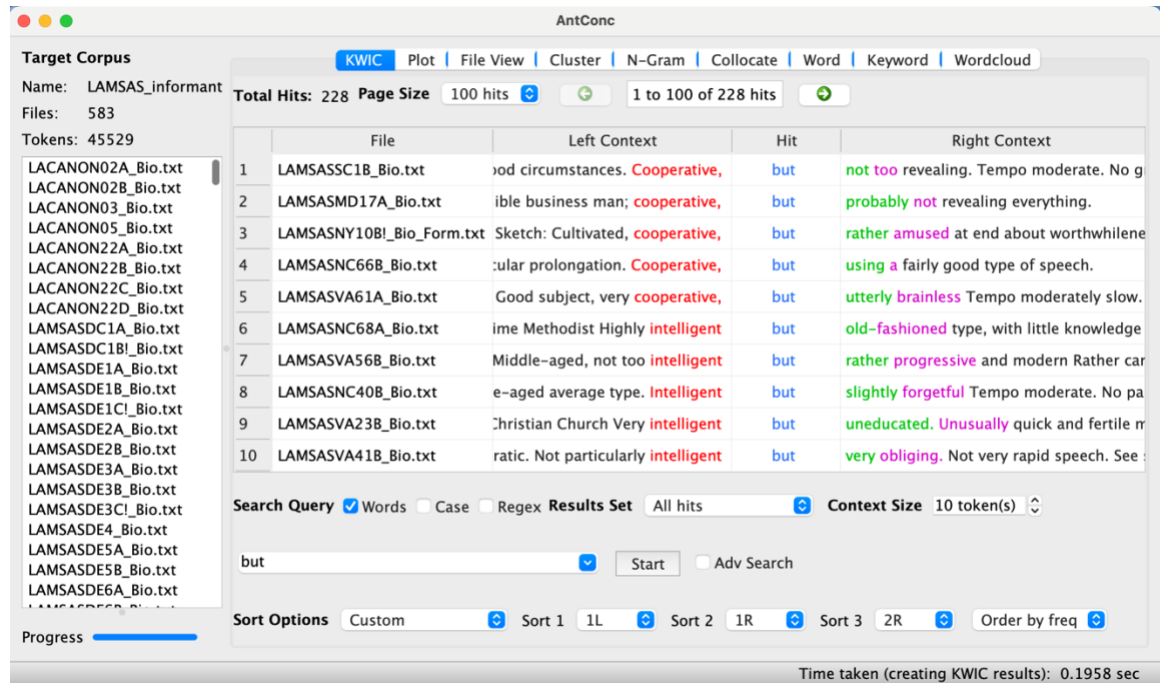 AntConc
Target Corpus
Name: LAMSAS_informant
Files: 583
Tokens: 45529
LACANON02A_Bio.txt
LACANON02B_Bio.txt
LACANON03_Bio.txt
LACANON05_Bio.txt
LACANON22A_Bio.txt
LACANON22B_Bio.txt
LACANON22C_Bio.txt
LACANON22D_Bio.txt
LAMSASDC1A_Bio.txt
LAMSASDC1B!_Bio.txt
LAMSASDE1A_Bio.txt
LAMSASDE1B_Bio.txt
LAMSASDE1C!_Bio.txt
LAMSASDE2A_Bio.txt
LAMSASDE2B_Bio.txt
LAMSASDE3A_Bio.txt
LAMSASDE3B_Bio.txt
LAMSASDE3C!_Bio.txt
LAMSASDE4_Bio.txt
LAMSASDE5A_Bio.txt
LAMSASDE5B_Bio.txt
LAMSASDE6A_Bio.txt
Progress
KWIC Plot File View Cluster N-Gram Collocate Word Keyword Wordcloud
Total Hits: 228 Page Size 100 hits 1 to 100 of 228 hits
File Left Context Hit Right Context
1 LAMSASSC1B_Bio.txt ood circumstances. Cooperative, but not too revealing. Tempo moderate. No g
2 LAMSASMD17A_Bio.txt ible business man; cooperative, but probably not revealing everything.
3 LAMSASNY10B!_Bio_Form.txt Sketch: Cultivated, cooperative, but rather amused at end about worthwhilene
4 LAMSASNC66B_Bio.txt cular prolongation. Cooperative, but using a fairly good type of speech.
5 LAMSASVA61A_Bio.txt Good subject, very cooperative, but utterly brainless Tempo moderately slow.
6 LAMSASNC68A_Bio.txt ime Methodist Highly intelligent but old-fashioned type, with little knowledge
7 LAMSASVA56B_Bio.txt Middle-aged, not too intelligent but rather progressive and modern Rather car
8 LAMSASNC40B_Bio.txt e-aged average type. Intelligent but slightly forgetful Tempo moderate. No pa
9 LAMSASVA23B_Bio.txt Christian Church Very intelligent but uneducated. Unusually quick and fertile m
10 LAMSASVA41B_Bio.txt ratic. Not particularly intelligent but very obliging. Not very rapid speech. See
Search Query Words Case Regex Results Set All hits Context Size 10 token(s)
but Start Adv Search
Sort Options Custom Sort 1 1L Sort 2 1R Sort 3 2R Order by freq
Time taken (creating KWIC results): 0.1958 sec